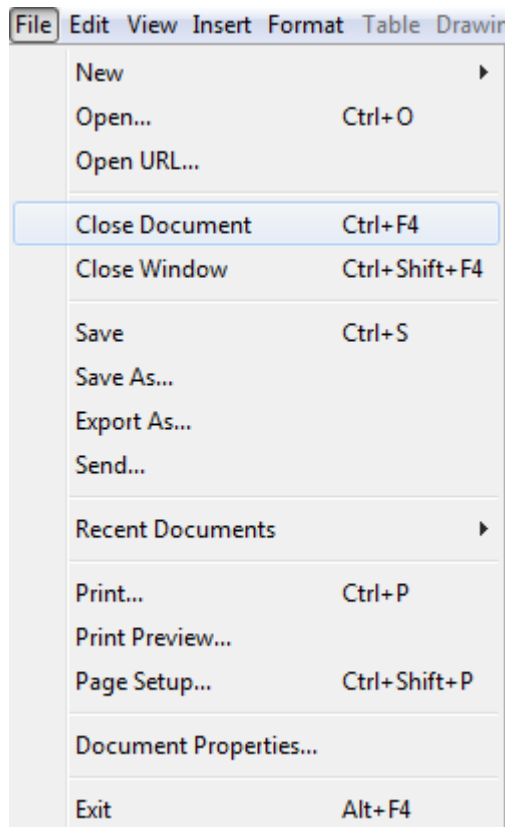 File Edit View Insert Format Table Drawin
New
Open... Ctrl+O
Open URL...
Close Document Ctrl+F4
Close Window Ctrl+Shift+F4
Save Ctrl+S
Save As...
Export As...
Send...
Recent Documents
Print... Ctrl+P
Print Preview...
Page Setup... Ctrl+Shift+P
Document Properties...
Exit Alt+F4